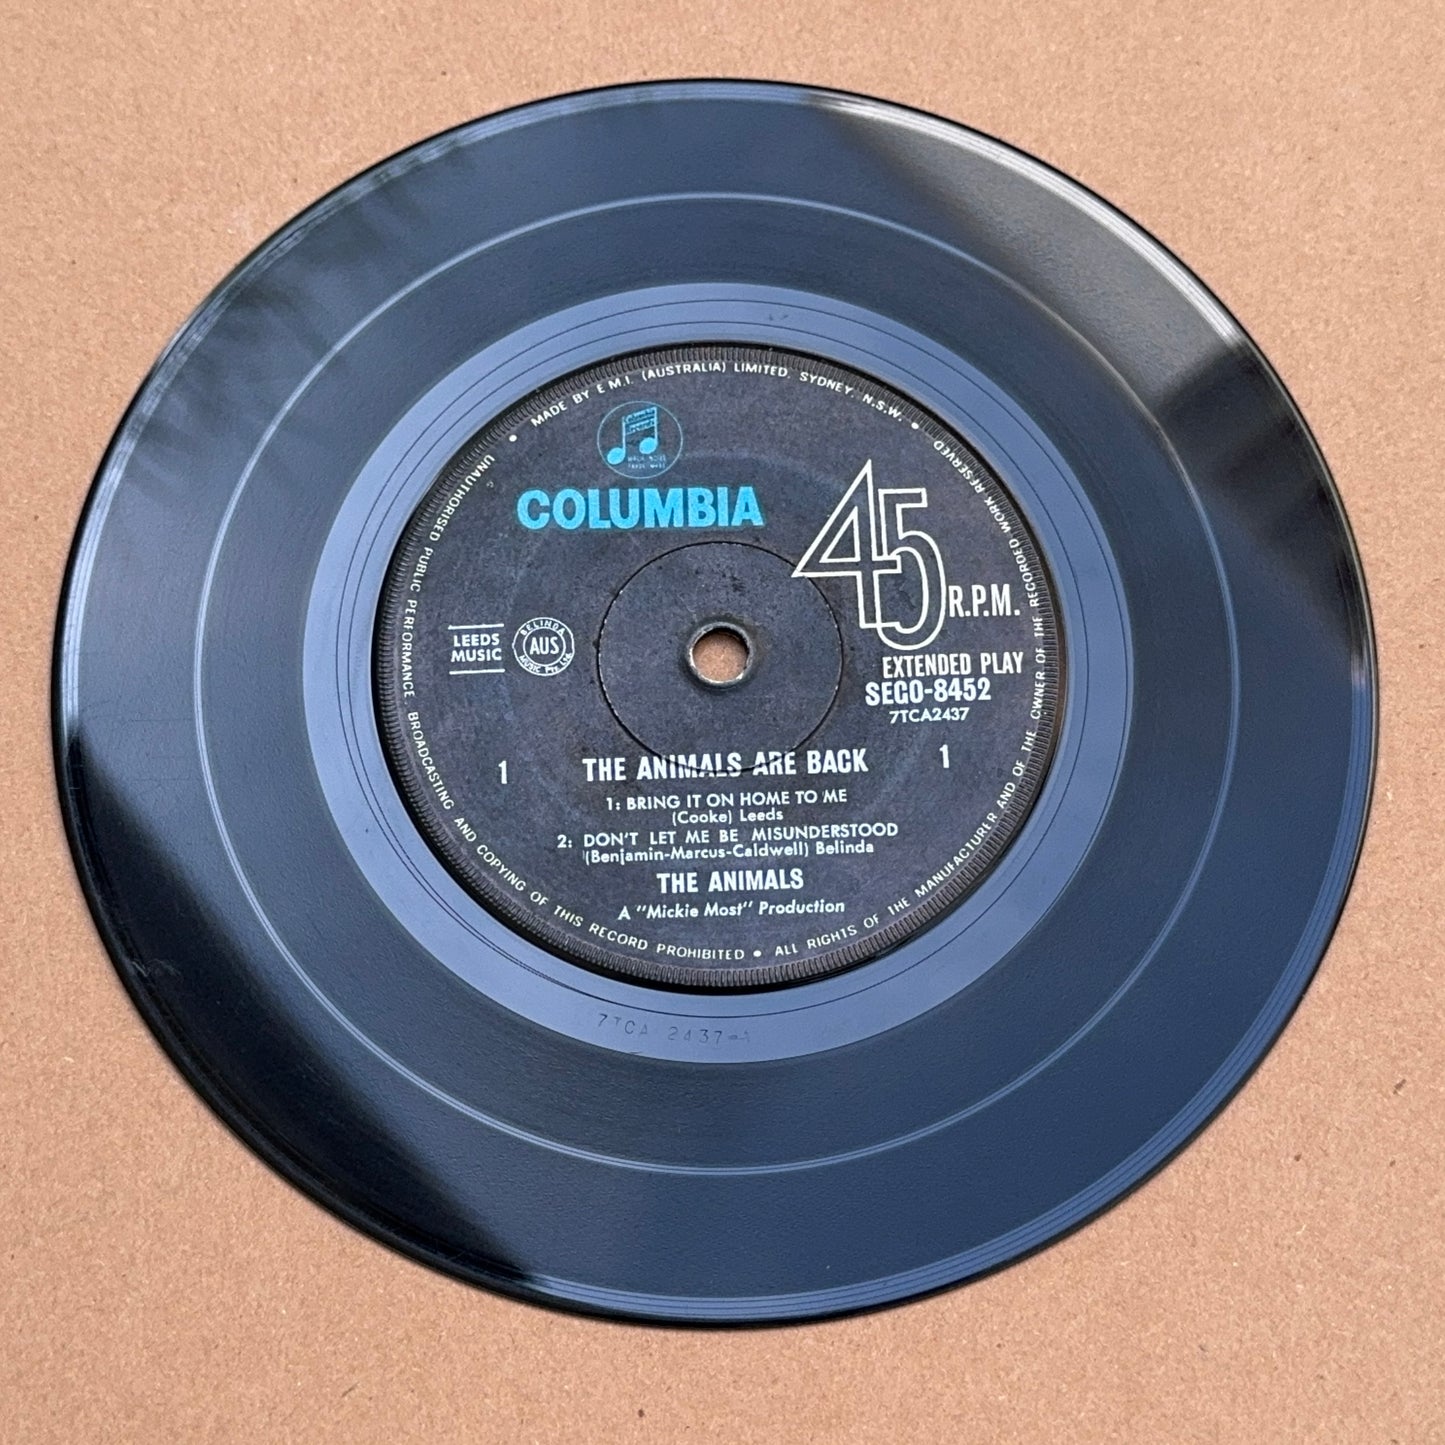 MADE BY E.M.I. (AUSTRALIA) LIMITED. SYDNEY. N.S.W. •
ALL RIGHTS OF THE MANUFACTURER AND OF THE OWNER OF THE RECORDED WORK RESERVED
UNAUTHORISED PUBLIC PERFORMANCE BROADCASTING AND COPYING OF THIS RECORD PROHIBITED •
COLUMBIA
45
R.P.M.
EXTENDED PLAY
SEGO-8452
7TCA2437
LEEDS
MUSIC
BELINDA
AUS
MUSIC Pty. Ltd.
1 THE ANIMALS ARE BACK 1
1: BRING IT ON HOME TO ME
(Cooke) Leeds
2: DON'T LET ME BE MISUNDERSTOOD
(Benjamin-Marcus-Caldwell) Belinda
THE ANIMALS
A "Mickie Most" Production
7TCA 2437-